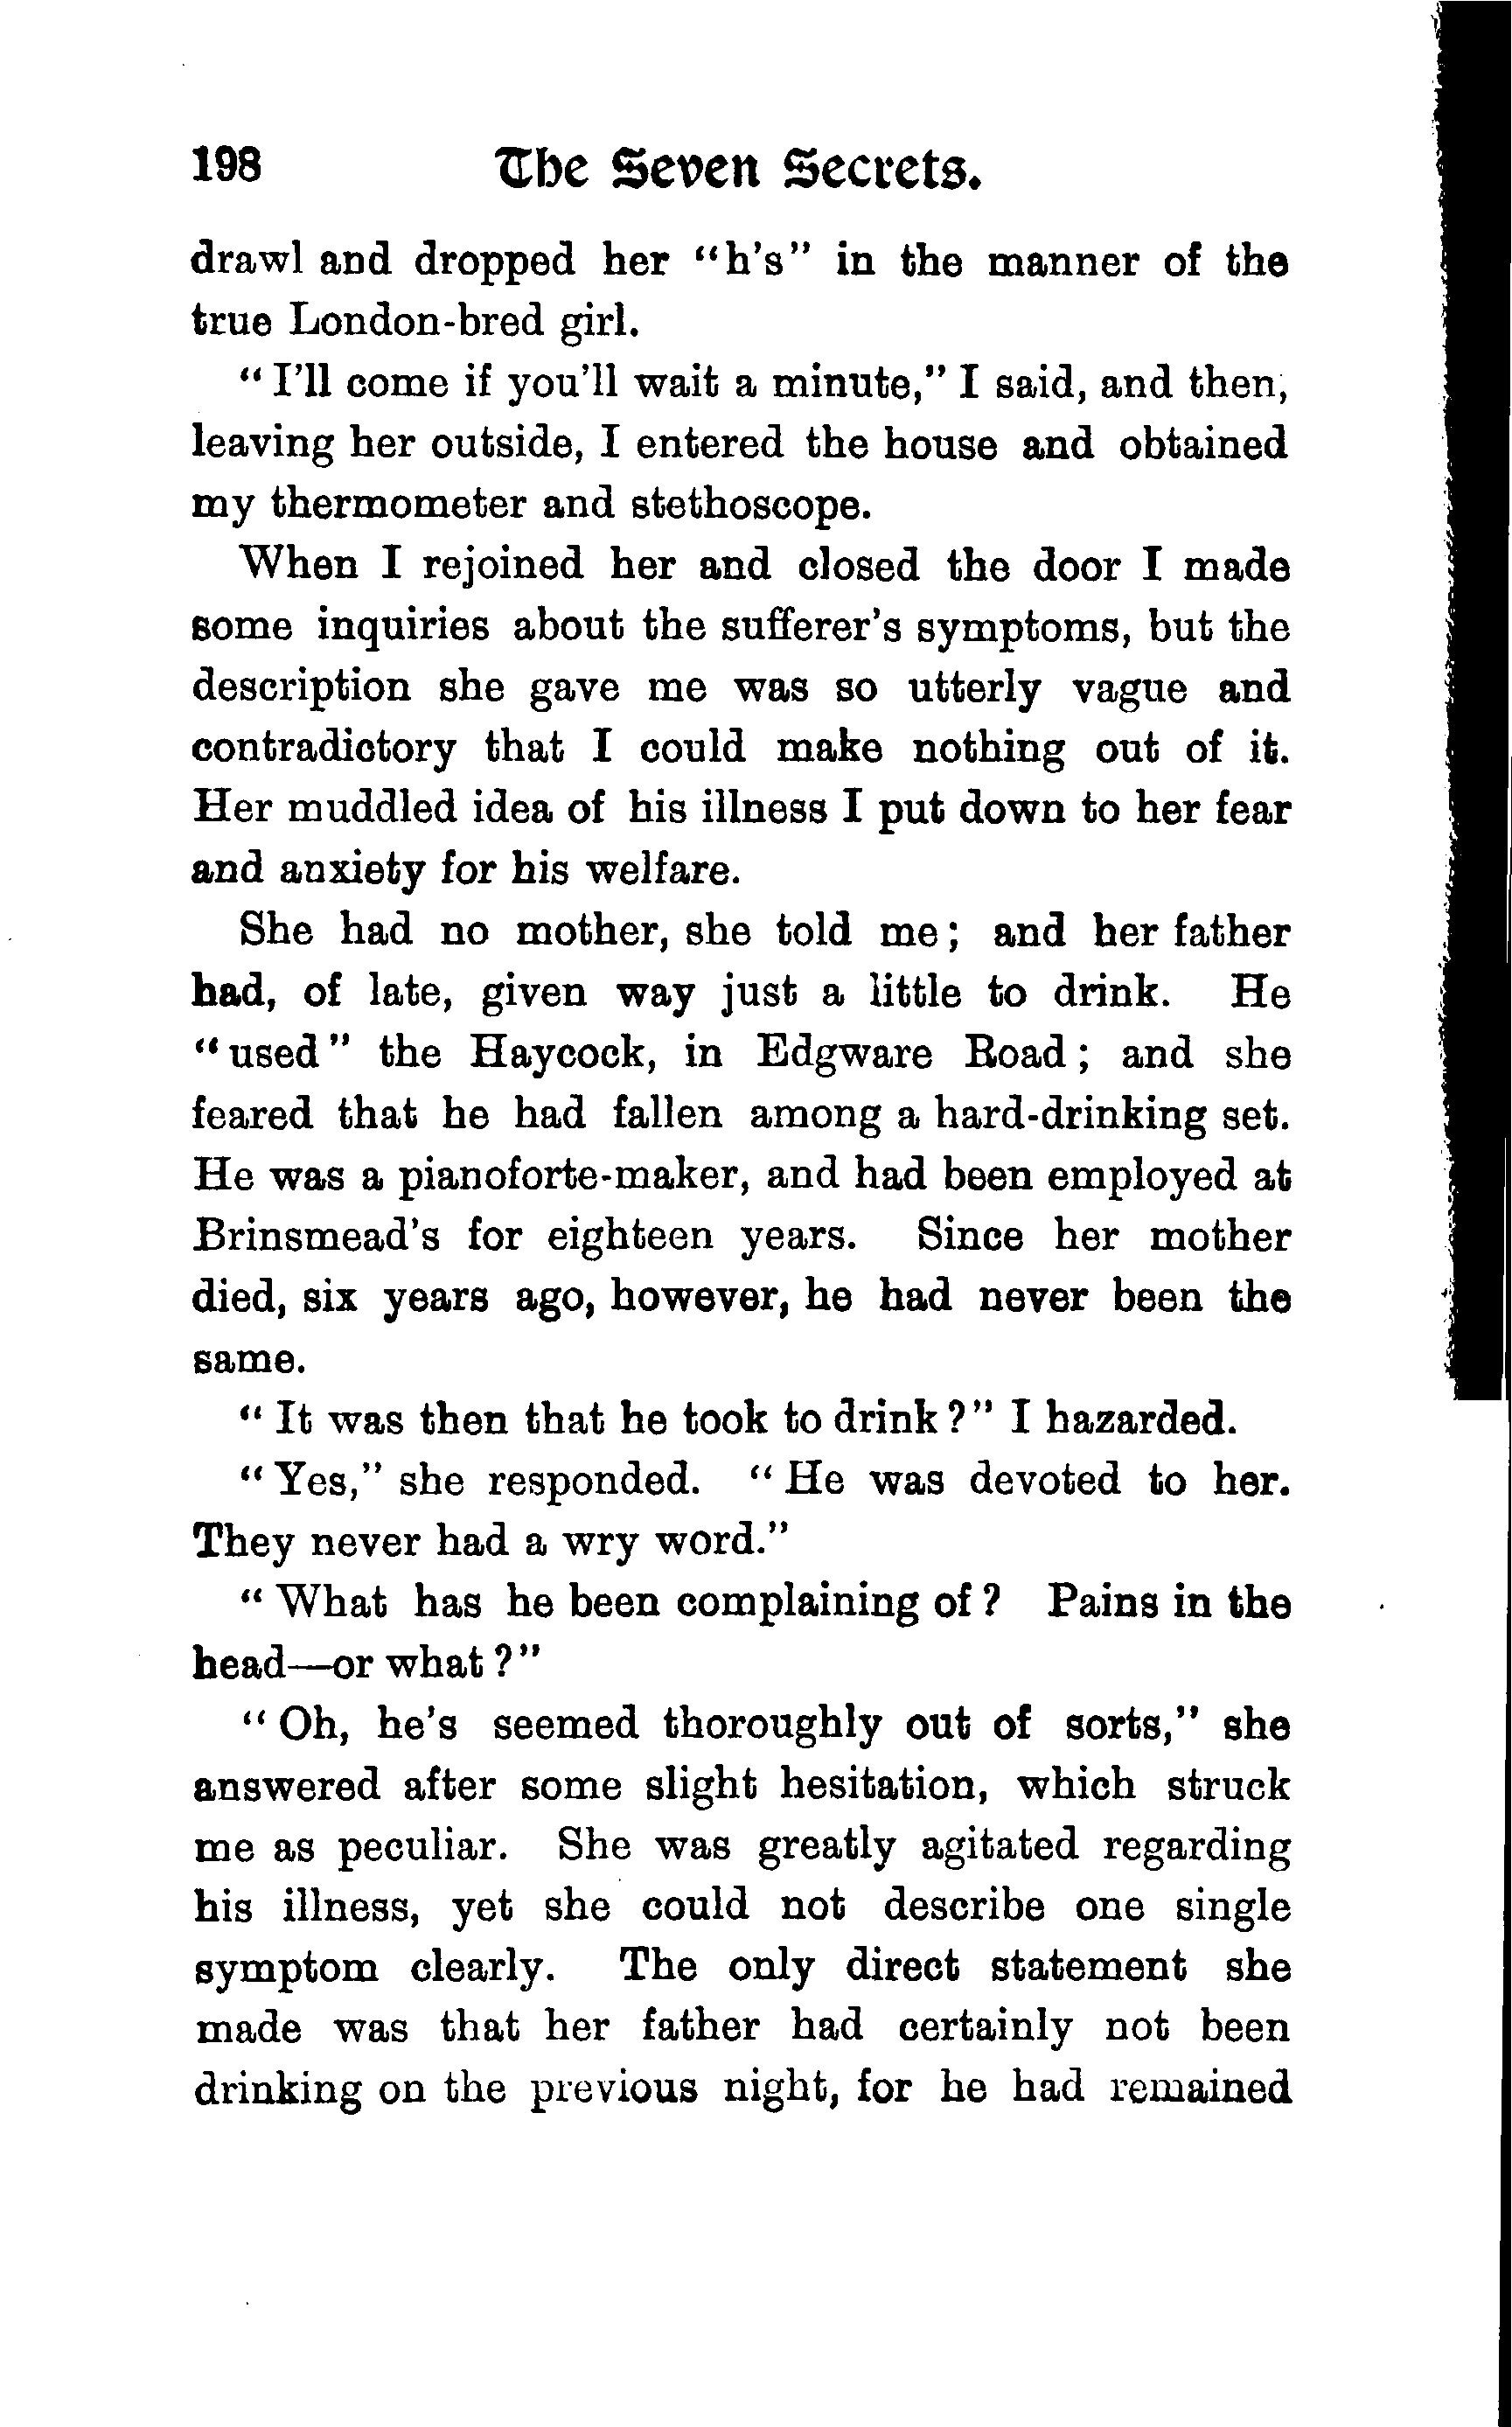 198 The Seven Secrets.
drawl and dropped her "h's" in the manner of the
true London-bred girl.
"I'll come if you'll wait a minute," I said, and then,
leaving her outside, I entered the house and obtained
my thermometer and stethoscope.
When I rejoined her and closed the door I made
some inquiries about the sufferer's symptoms, but the
description she gave me was so utterly vague and
contradictory that I could make nothing out of it.
Her muddled idea of his illness I put down to her fear
and anxiety for his welfare.
She had no mother, she told me; and her father
had, of late, given way just a little to drink. He
"used" the Haycock, in Edgware Road; and she
feared that he had fallen among a hard-drinking set.
He was a pianoforte-maker, and had been employed at
Brinsmead's for eighteen years. Since her mother
died, six years ago, however, he had never been the
same.
"It was then that he took to drink?" I hazarded.
"Yes," she responded. "He was devoted to her.
They never had a wry word."
"What has he been complaining of? Pains in the
head—or what?"
"Oh, he's seemed thoroughly out of sorts," she
answered after some slight hesitation, which struck
me as peculiar. She was greatly agitated regarding
his illness, yet she could not describe one single
symptom clearly. The only direct statement she
made was that her father had certainly not been
drinking on the previous night, for he had remained